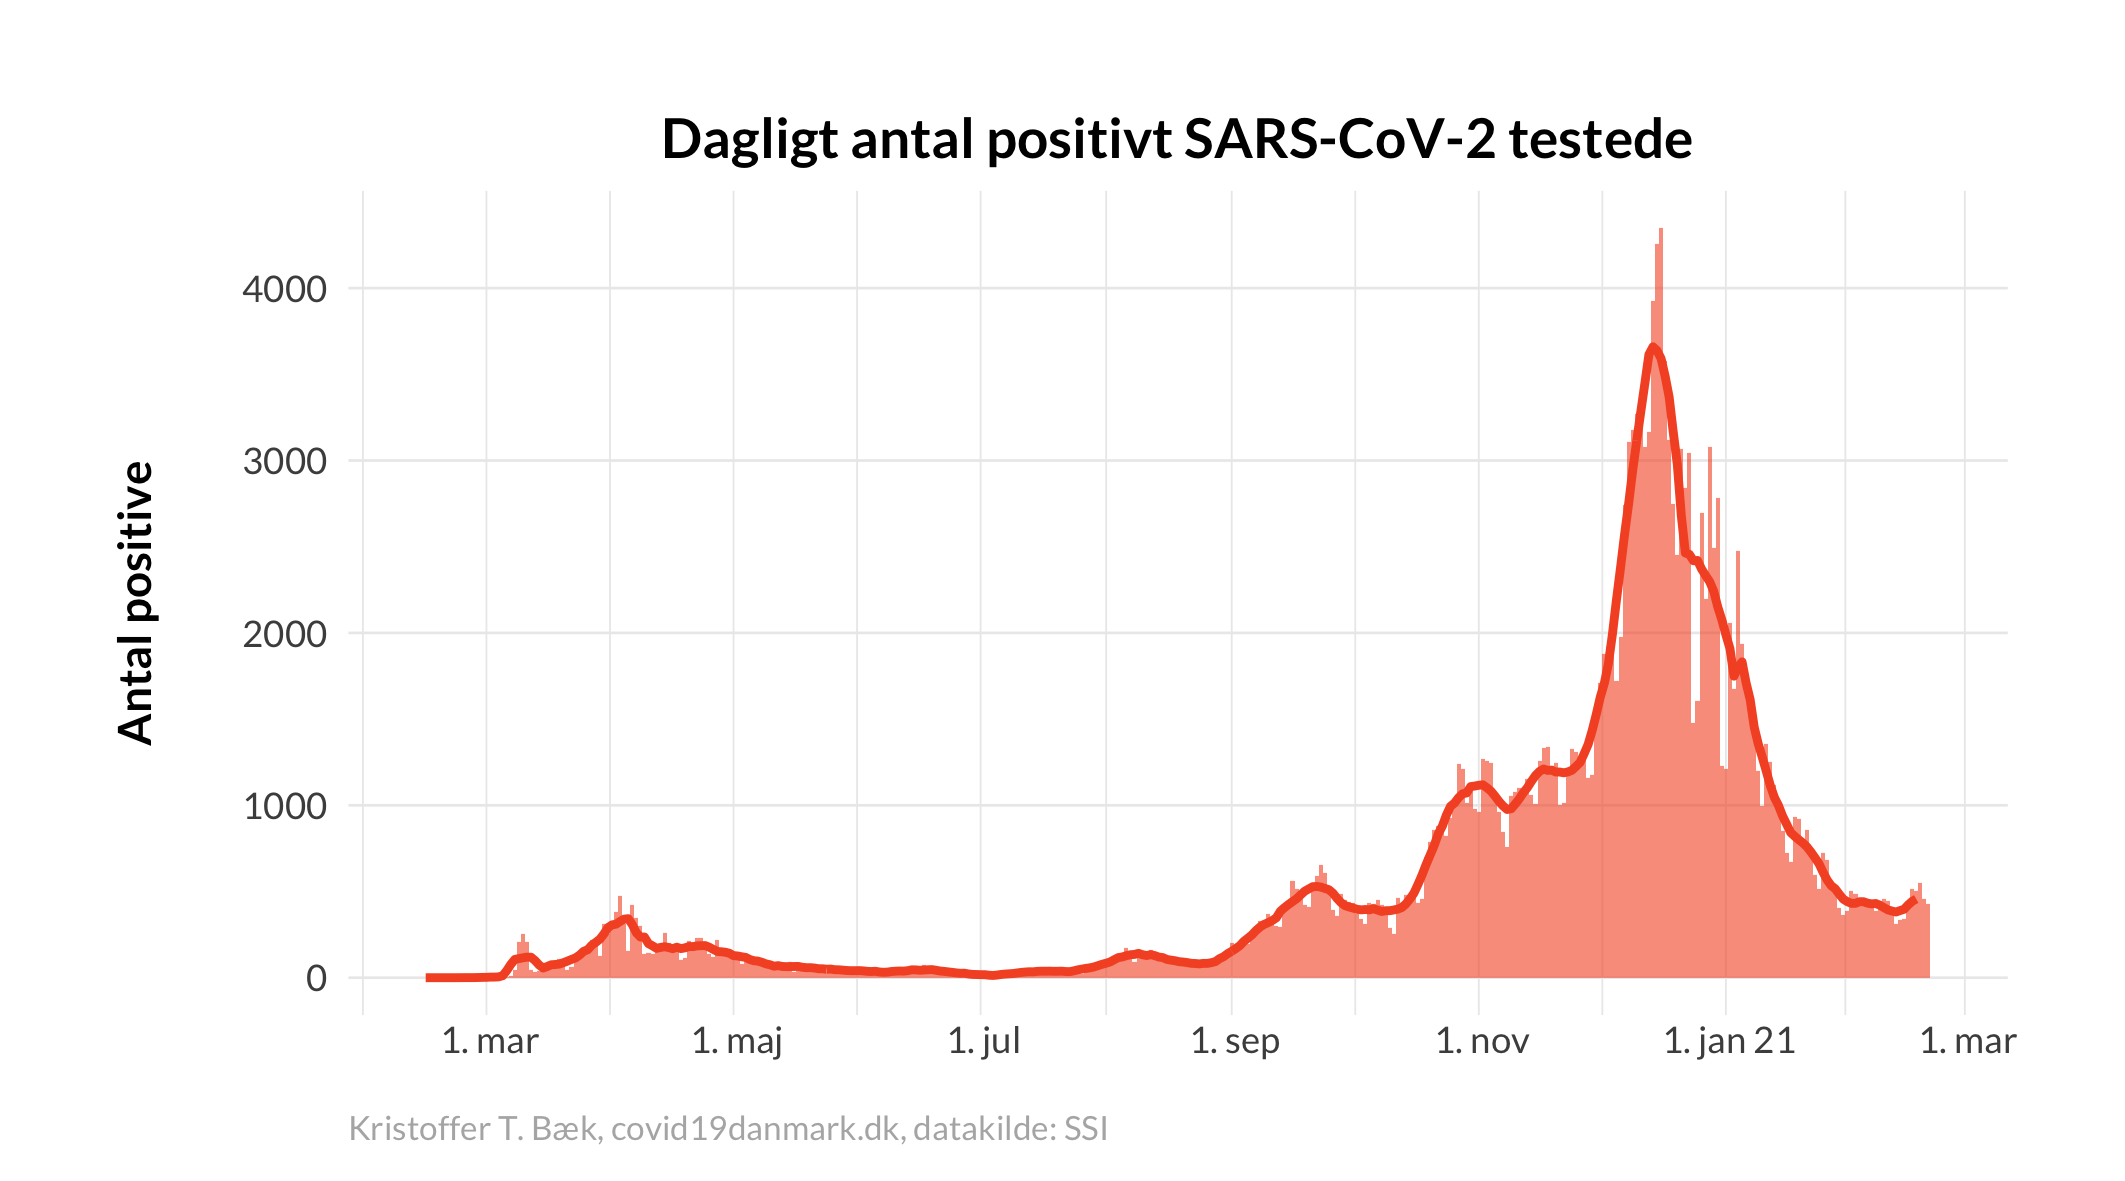 Dagligt antal positivt SARS-CoV-2 testede
Antal positive
4000
3000
2000
1000
0
1. mar
1. maj
1. jul
1. sep
1. nov
1. jan 21
1. mar
Kristoffer T. Bæk, covid19danmark.dk, datakilde: SSI